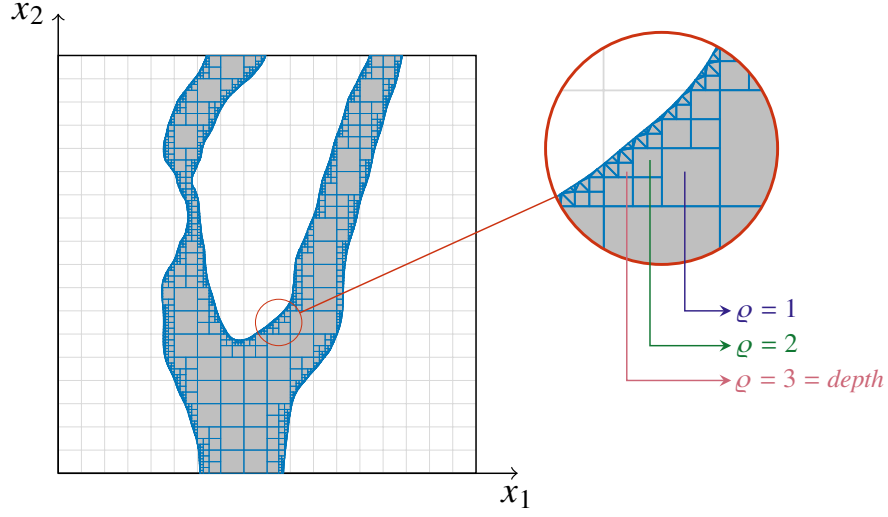 x₂
x₁
ϱ = 1
ϱ = 2
ϱ = 3 = depth